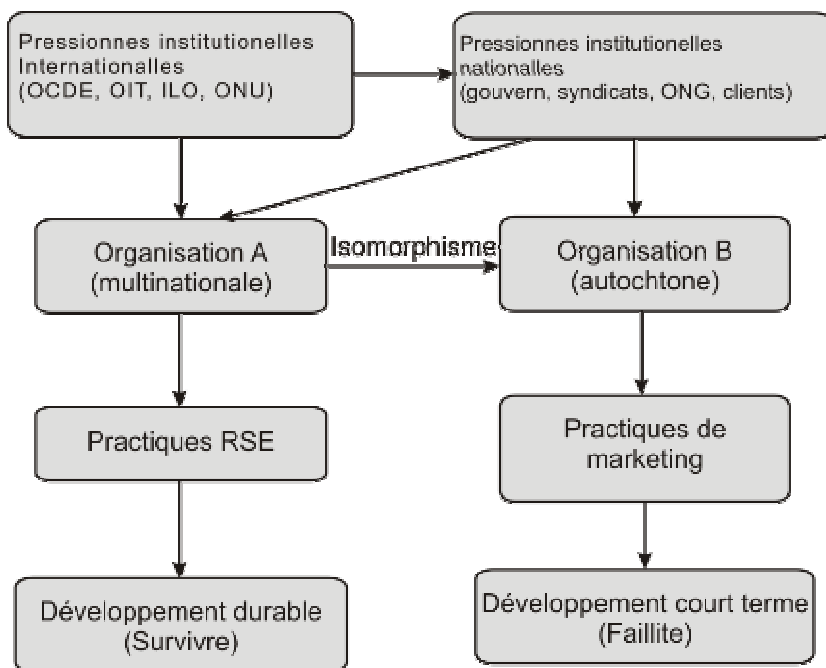 Pressionnes institutionelles
Internationalles
(OCDE, OIT, ILO, ONU)
Pressionnes institutionelles
nationales
(gouvern, syndicats, ONG, clients)
Organisation A
(multinationale)
Isomorphisme
Organisation B
(autochtone)
Practiques RSE
Practiques de
marketing
Développement durable
(Survivre)
Développement court terme
(Faillite)